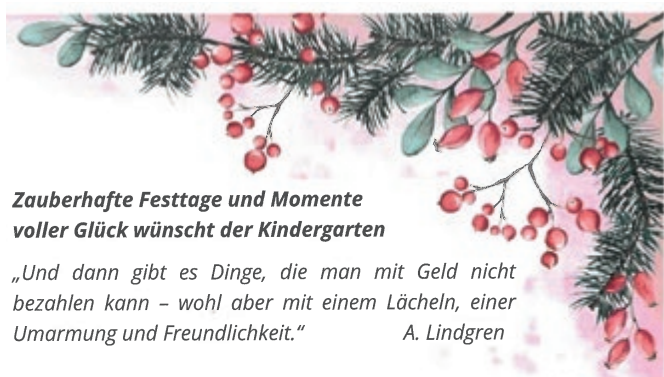 Zauberhafte Festtage und Momente
voller Glück wünscht der Kindergarten
„Und dann gibt es Dinge, die man mit Geld nicht
bezahlen kann – wohl aber mit einem Lächeln, einer
Umarmung und Freundlichkeit.“ A. Lindgren